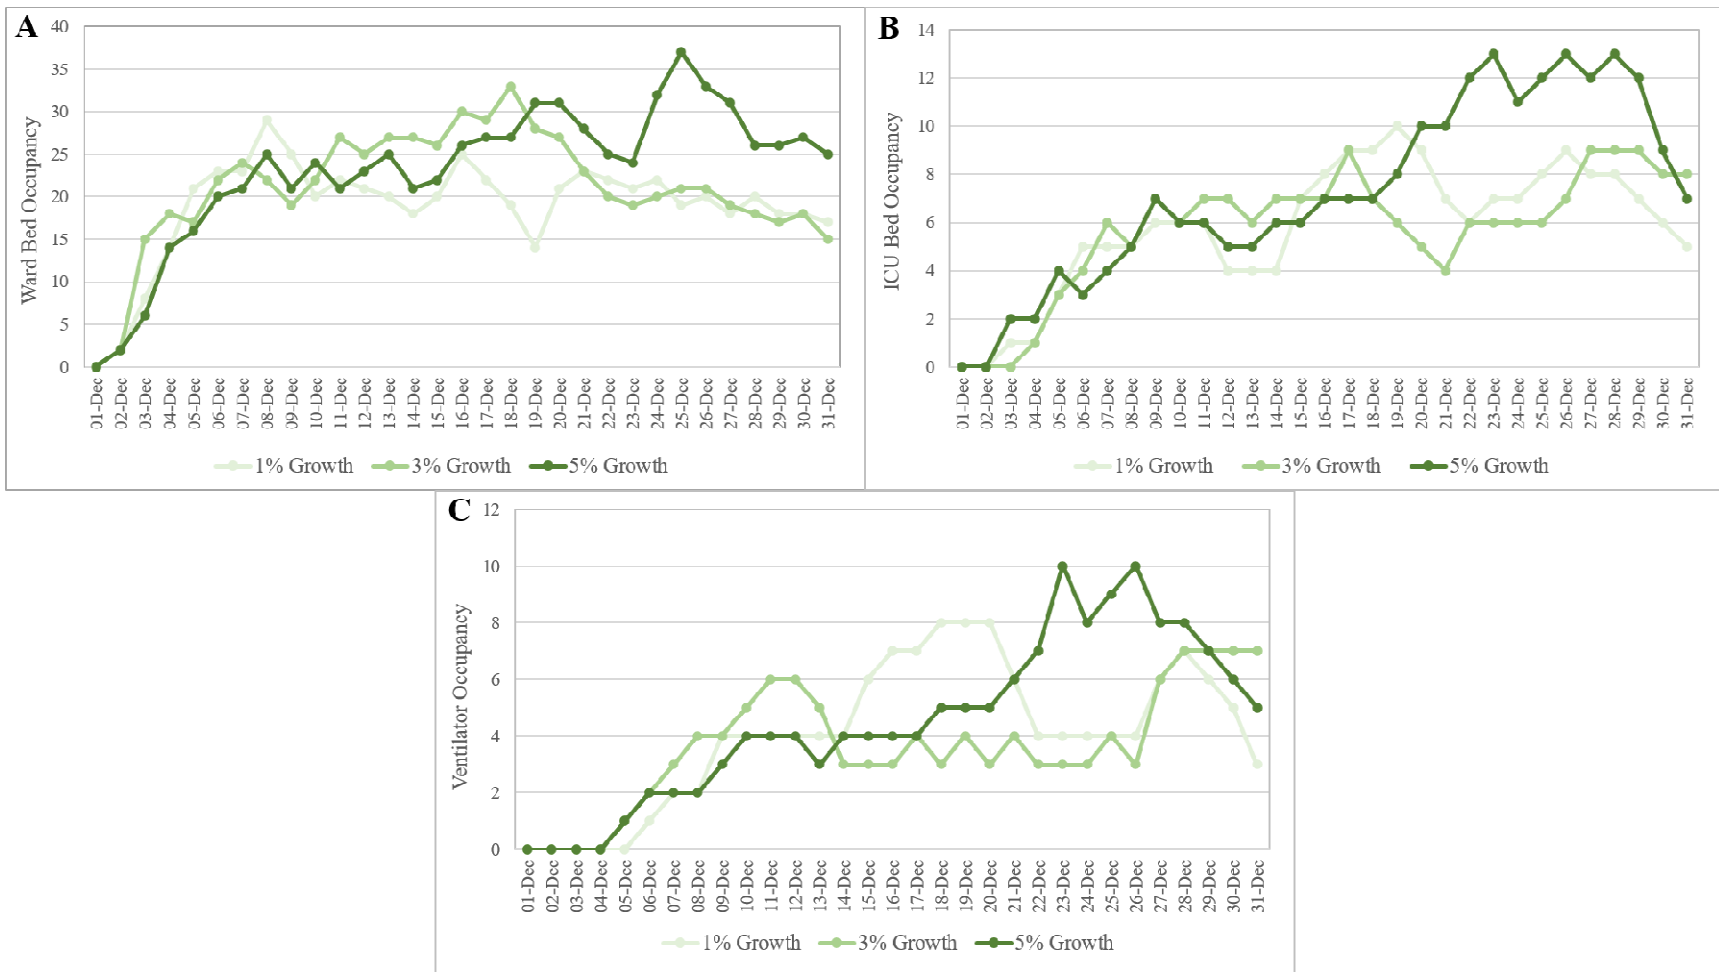 A
Ward Bed Occupancy
40
35
30
25
20
15
10
5
0
01-Dec
02-Dec
03-Dec
04-Dec
05-Dec
06-Dec
07-Dec
08-Dec
09-Dec
10-Dec
11-Dec
12-Dec
13-Dec
14-Dec
15-Dec
16-Dec
17-Dec
18-Dec
19-Dec
20-Dec
21-Dec
22-Dec
23-Dec
24-Dec
25-Dec
26-Dec
27-Dec
28-Dec
29-Dec
30-Dec
31-Dec
1% Growth 3% Growth 5% Growth
B
ICU Bed Occupancy
14
12
10
8
6
4
2
0
01-Dec
02-Dec
03-Dec
04-Dec
05-Dec
06-Dec
07-Dec
08-Dec
09-Dec
10-Dec
11-Dec
12-Dec
13-Dec
14-Dec
15-Dec
16-Dec
17-Dec
18-Dec
19-Dec
20-Dec
21-Dec
22-Dec
23-Dec
24-Dec
25-Dec
26-Dec
27-Dec
28-Dec
29-Dec
30-Dec
31-Dec
1% Growth 3% Growth 5% Growth
C
Ventilator Occupancy
12
10
8
6
4
2
0
01-Dec
02-Dec
03-Dec
04-Dec
05-Dec
06-Dec
07-Dec
08-Dec
09-Dec
10-Dec
11-Dec
12-Dec
13-Dec
14-Dec
15-Dec
16-Dec
17-Dec
18-Dec
19-Dec
20-Dec
21-Dec
22-Dec
23-Dec
24-Dec
25-Dec
26-Dec
27-Dec
28-Dec
29-Dec
30-Dec
31-Dec
1% Growth 3% Growth 5% Growth